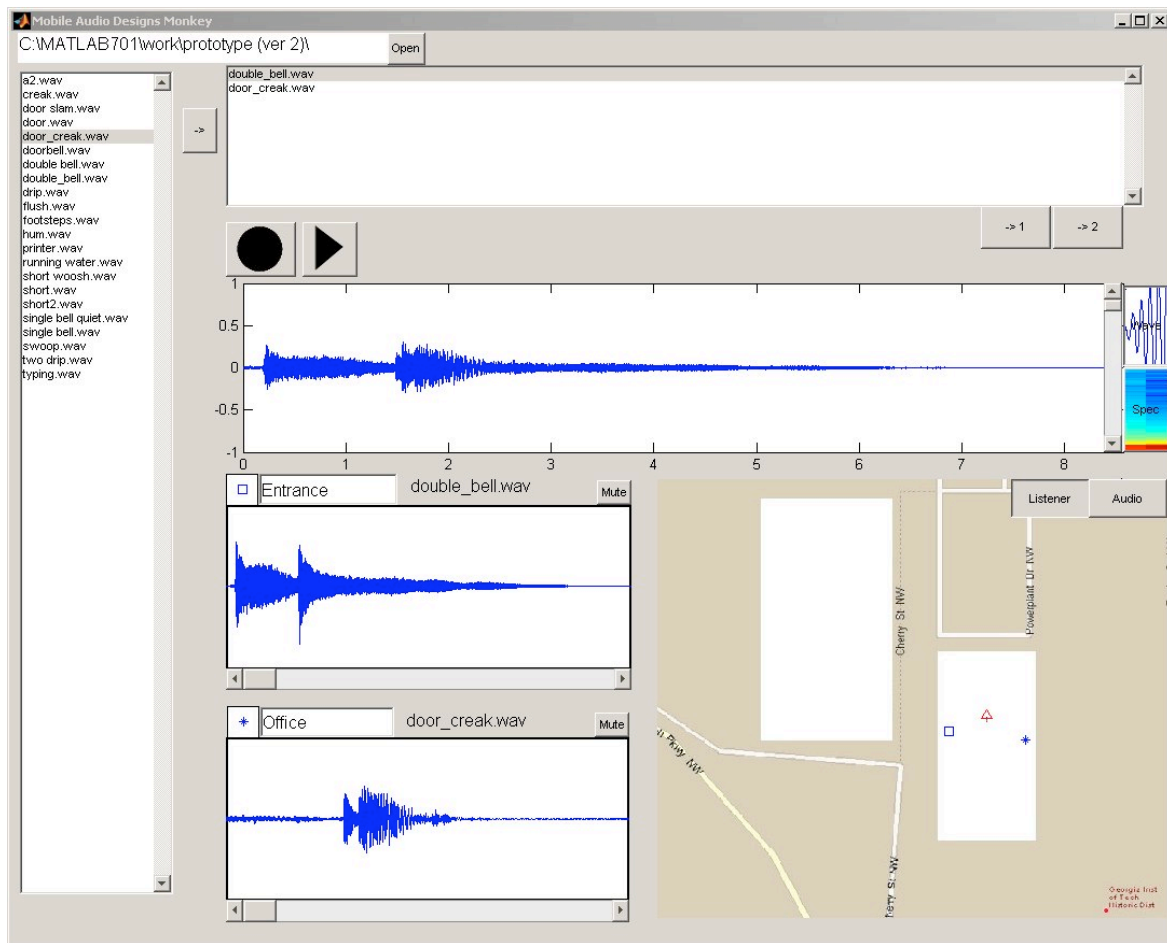 Mobile Audio Designs Monkey
C:\MATLAB701\work\prototype (ver 2)\
Open
a2.wav
creak.wav
door slam.wav
door.wav
door_creak.wav
doorbell.wav
double bell.wav
double_bell.wav
drip.wav
flush.wav
footsteps.wav
hum.wav
printer.wav
running water.wav
short woosh.wav
short.wav
short2.wav
single bell quiet.wav
single bell.wav
swoop.wav
two drip.wav
typing.wav
->
double_bell.wav
door_creak.wav
-> 1
-> 2
1
0.5
0
-0.5
-1
0 1 2 3 4 5 6 7 8
Wave
Spec
Entrance
double_bell.wav
Mute
Office
door_creak.wav
Mute
Listener
Audio
Cherry St NW
Powerplant Dr NW
Pkwy NW
erry St NW
Georgia Inst
of Tech
Historic Dist